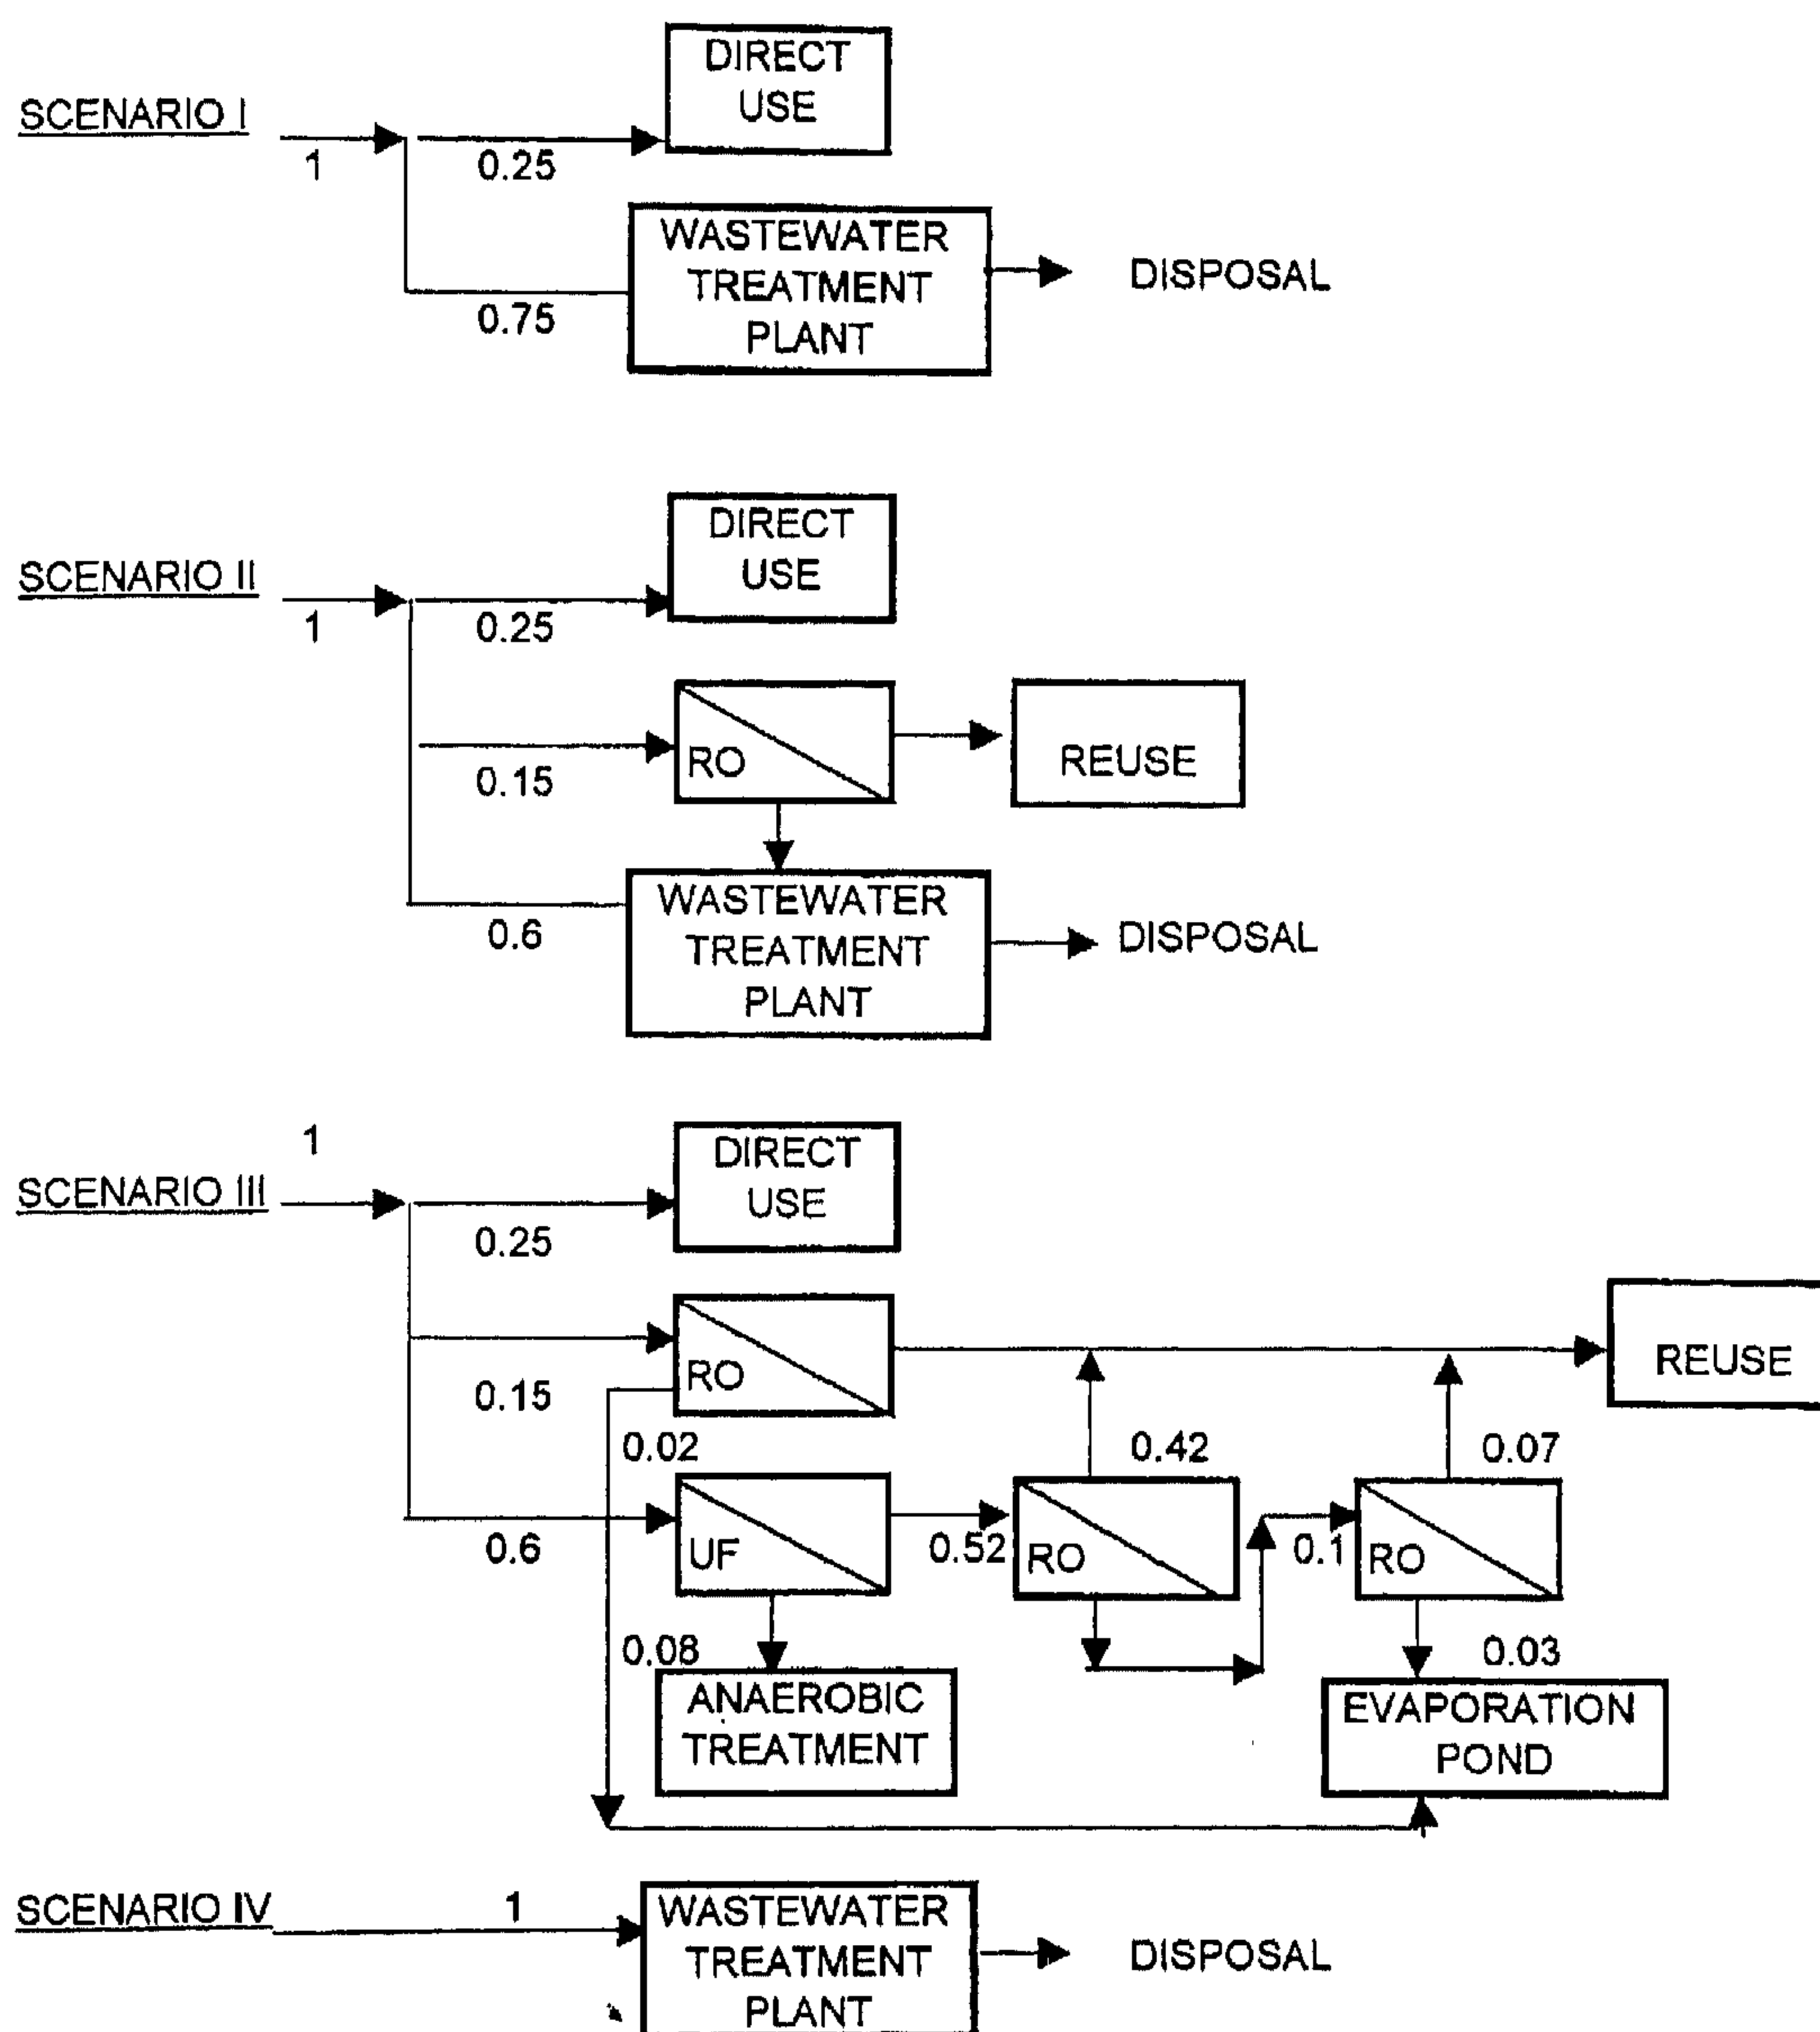 DIRECT
USE
SCENARIO I
1
0.25
WASTEWATER
TREATMENT
PLANT
DISPOSAL
0.75
DIRECT
USE
SCENARIO II
1
0.25
RO
REUSE
0.15
WASTEWATER
TREATMENT
PLANT
0.6
DISPOSAL
1
DIRECT
USE
SCENARIO III
0.25
RO
REUSE
0.15
0.02
0.42
0.07
UF
0.6
0.52
RO
0.1
RO
0.08
0.03
ANAEROBIC
TREATMENT
EVAPORATION
POND
SCENARIO IV
1
WASTEWATER
TREATMENT
PLANT
DISPOSAL